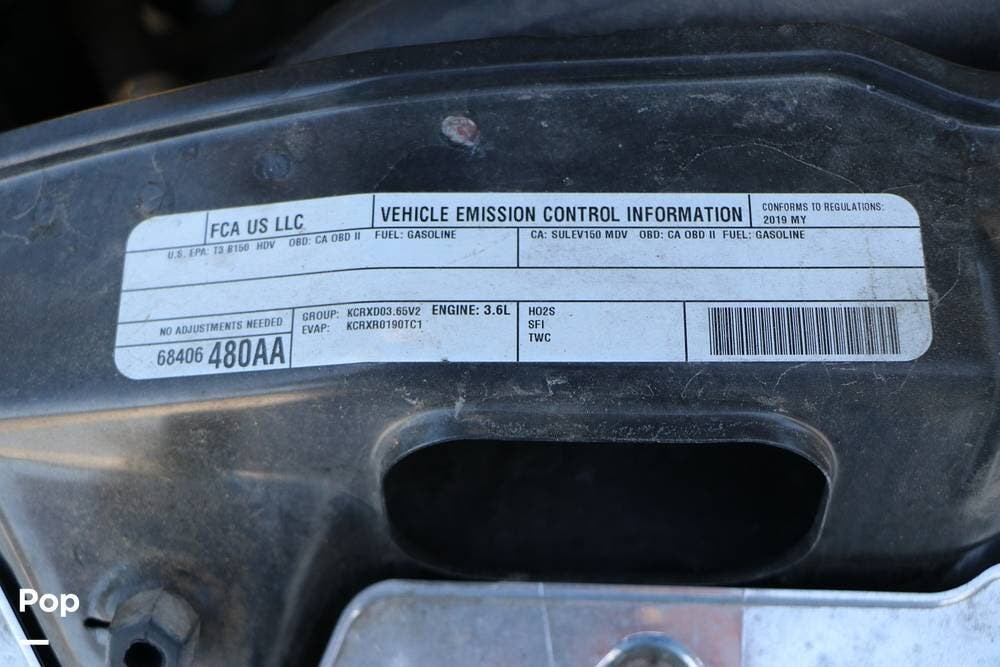 FCA US LLC
VEHICLE EMISSION CONTROL INFORMATION
CONFORMS TO REGULATIONS:
2019 MY
U.S. EPA: T3 B150 HDV OBD: CA OBD II FUEL: GASOLINE
CA: SULEV150 MDV OBD: CA OBD II FUEL: GASOLINE
NO ADJUSTMENTS NEEDED
68406 480AA
GROUP: KCRXD03.65V2 ENGINE: 3.6L
EVAP: KCRXR0190TC1
HO2S
SFI
TWC
Pop